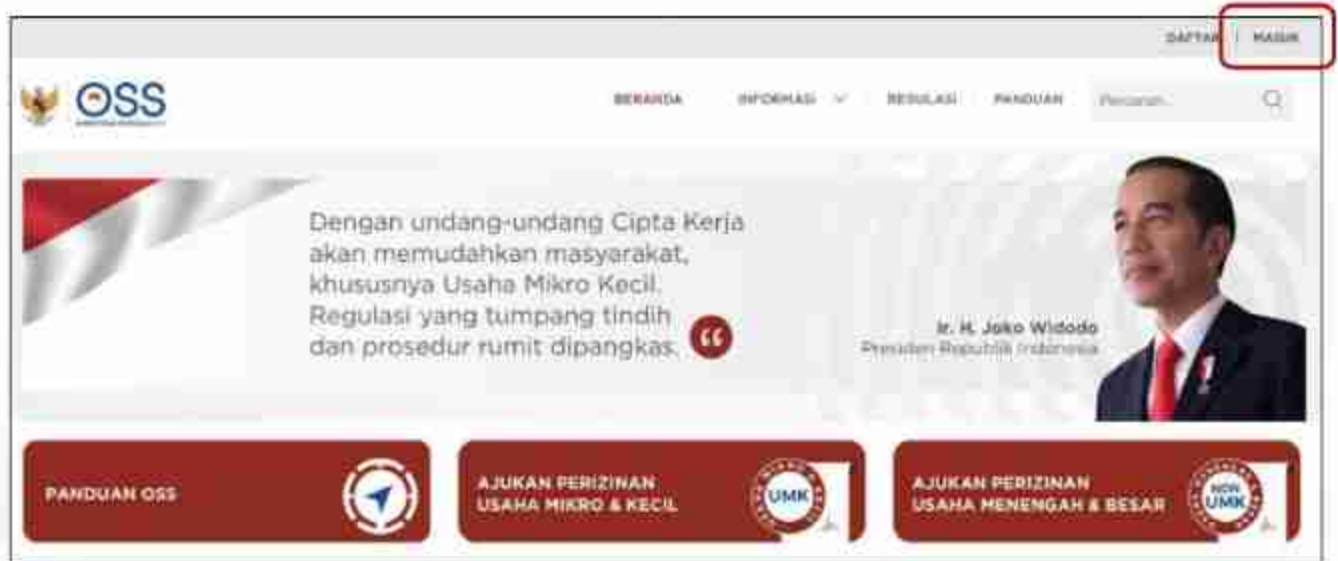 DAFTAR | MASUK
OSS
BERANDA INFORMASI REGULASI PANDUAN Pencarian...
Dengan undang-undang Cipta Kerja
akan memudahkan masyarakat,
khususnya Usaha Mikro Kecil.
Regulasi yang tumpang tindih
dan prosedur rumit dipangkas.
Ir. H. Joko Widodo
Presiden Republik Indonesia
PANDUAN OSS
AJUKAN PERIZINAN
USAHA MIKRO & KECIL
UMK
AJUKAN PERIZINAN
USAHA MENENGAH & BESAR
NON
UMK